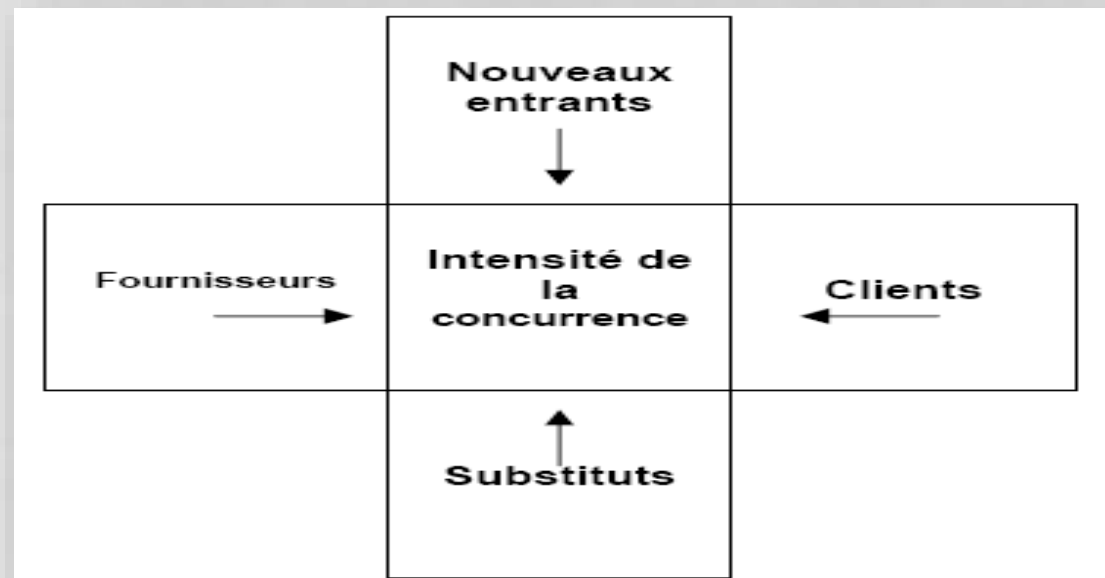 Nouveaux
entrants
Fournisseurs
Intensité de
la
concurrence
Clients
Substituts